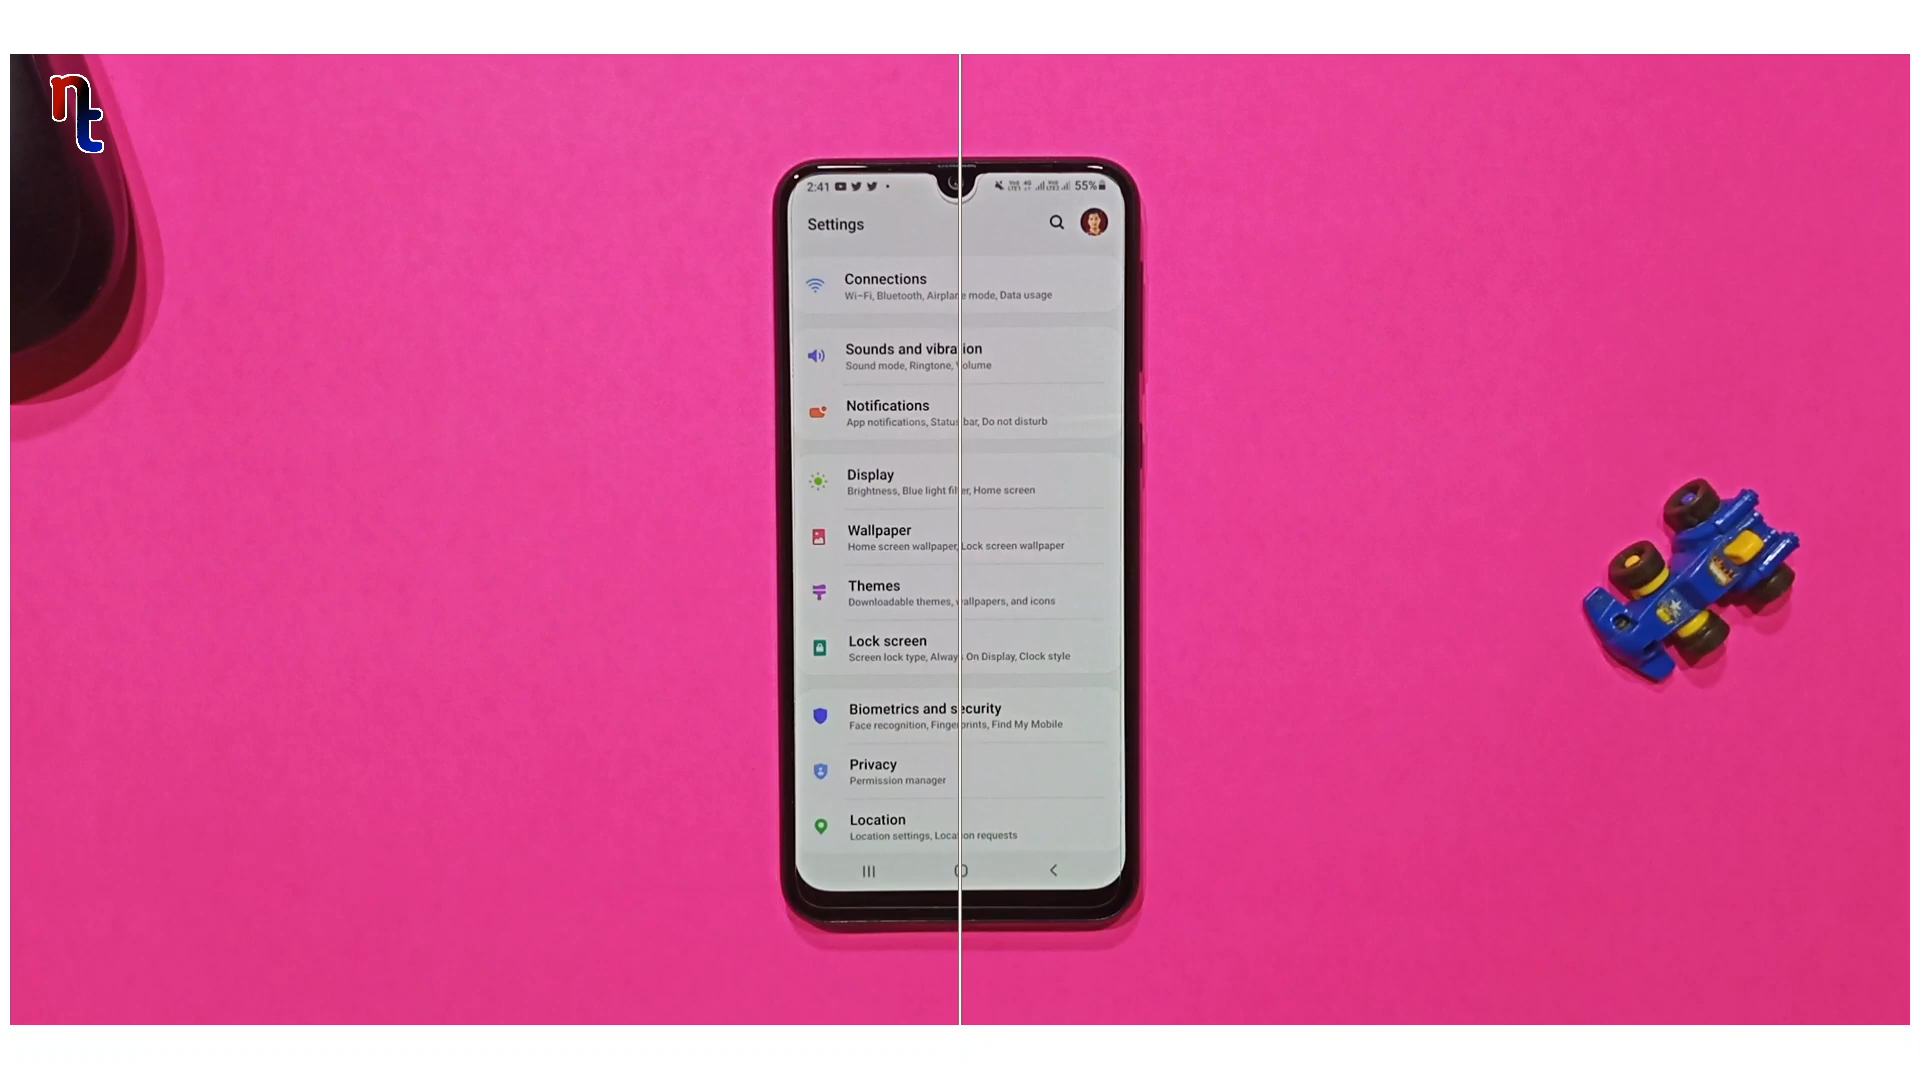 nt
2:41 55%
Settings
Connections
Wi-Fi, Bluetooth, Airplane mode, Data usage
Sounds and vibration
Sound mode, Ringtone, Volume
Notifications
App notifications, Status bar, Do not disturb
Display
Brightness, Blue light filter, Home screen
Wallpaper
Home screen wallpaper, Lock screen wallpaper
Themes
Downloadable themes, wallpapers, and icons
Lock screen
Screen lock type, Always On Display, Clock style
Biometrics and security
Face recognition, Fingerprints, Find My Mobile
Privacy
Permission manager
Location
Location settings, Location requests